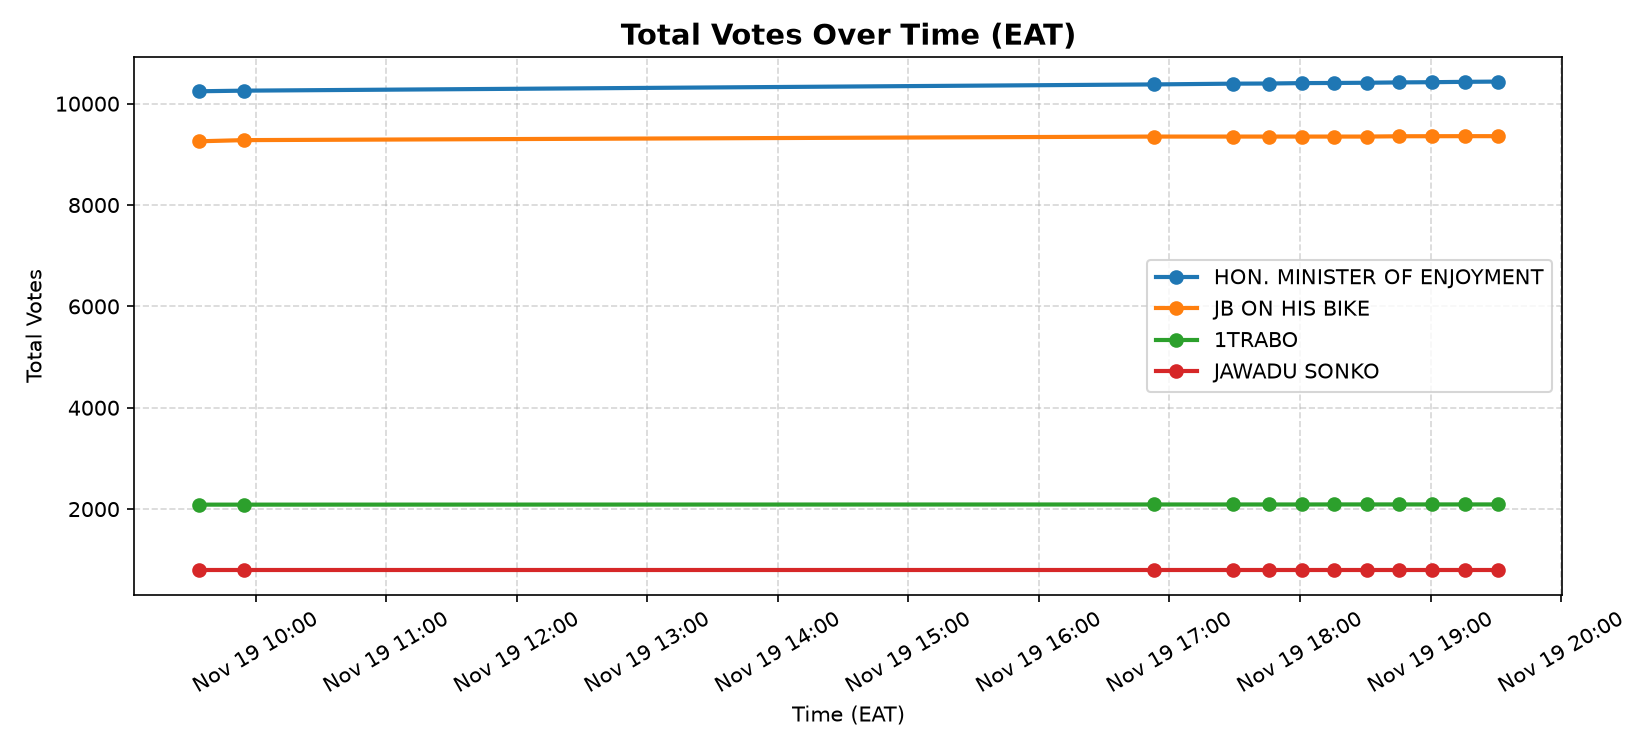 Total Votes Over Time (EAT)
Total Votes
10000
8000
6000
4000
2000
HON. MINISTER OF ENJOYMENT
JB ON HIS BIKE
1TRABO
JAWADU SONKO
Nov 19 10:00
Nov 19 11:00
Nov 19 12:00
Nov 19 13:00
Nov 19 14:00
Nov 19 15:00
Nov 19 16:00
Nov 19 17:00
Nov 19 18:00
Nov 19 19:00
Nov 19 20:00
Time (EAT)